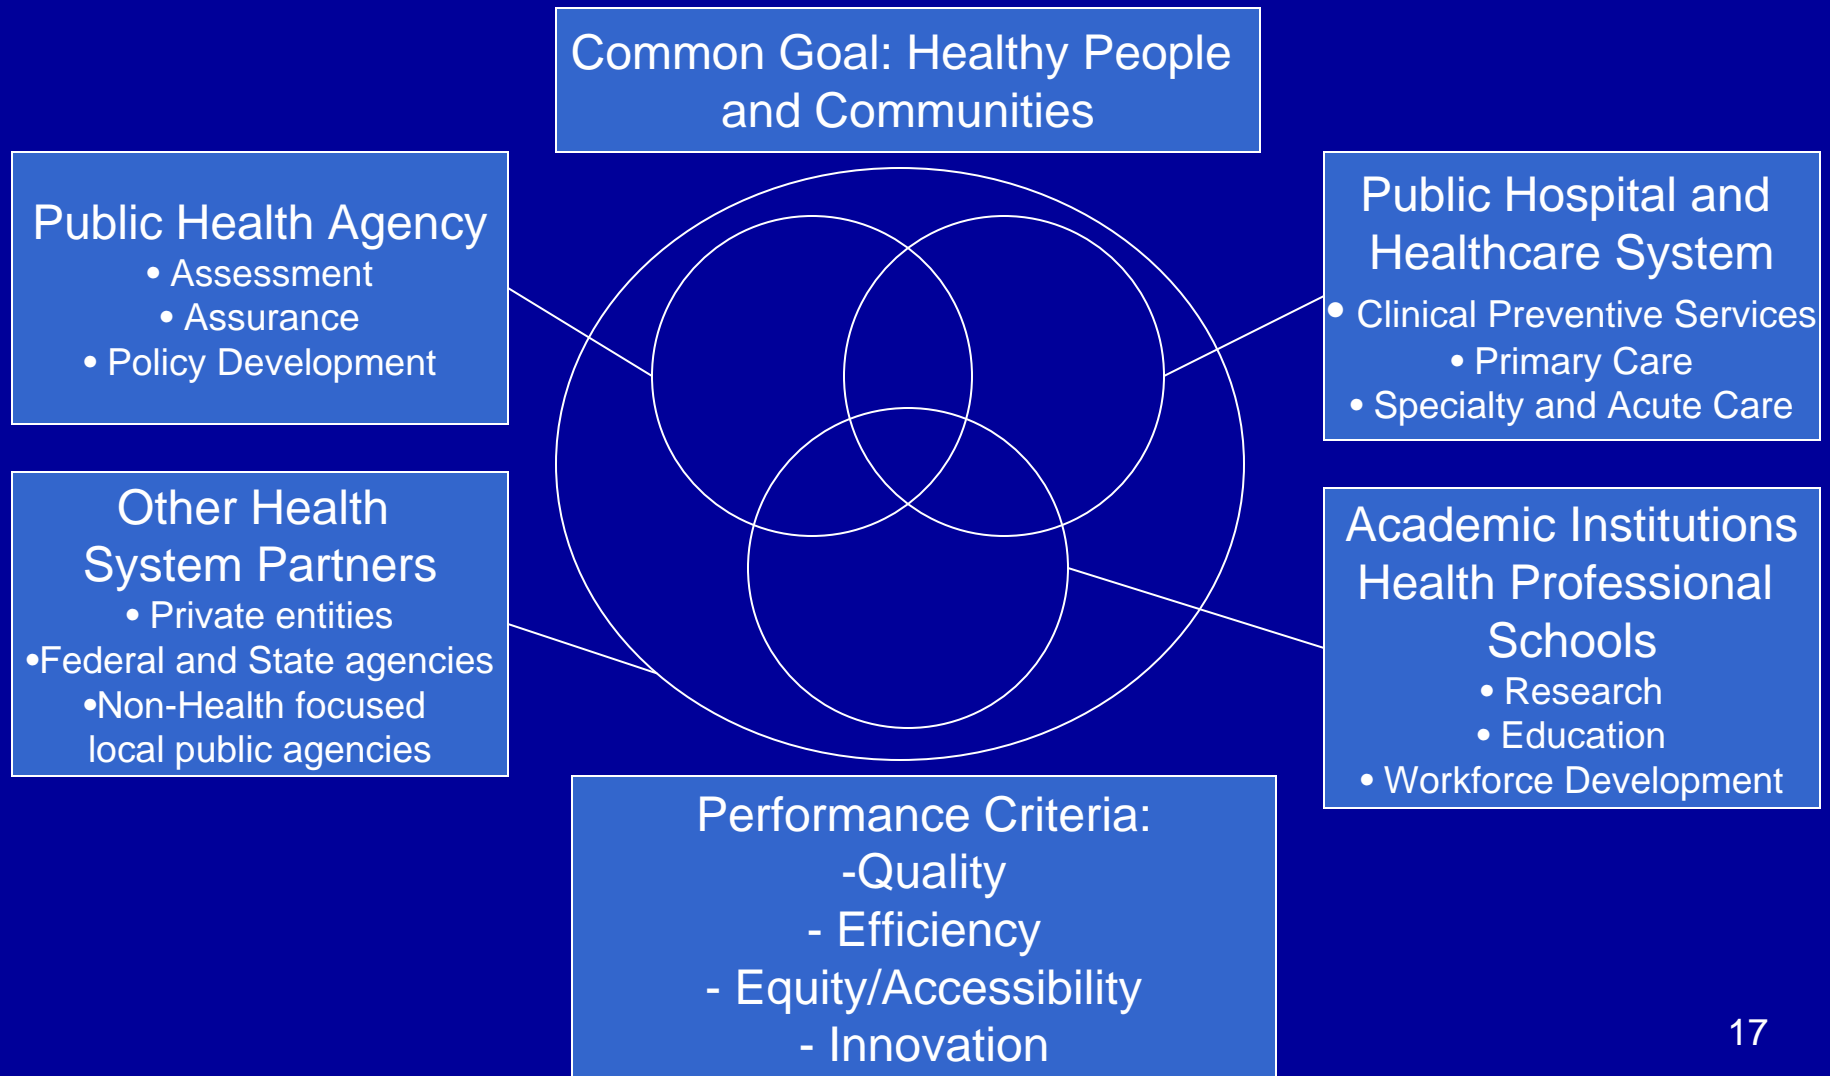 Common Goal: Healthy People
and Communities
Public Health Agency
• Assessment
• Assurance
• Policy Development
Public Hospital and
Healthcare System
• Clinical Preventive Services
• Primary Care
• Specialty and Acute Care
Other Health
System Partners
• Private entities
•Federal and State agencies
•Non-Health focused
local public agencies
Academic Institutions
Health Professional
Schools
• Research
• Education
• Workforce Development
Performance Criteria:
-Quality
- Efficiency
- Equity/Accessibility
- Innovation
17